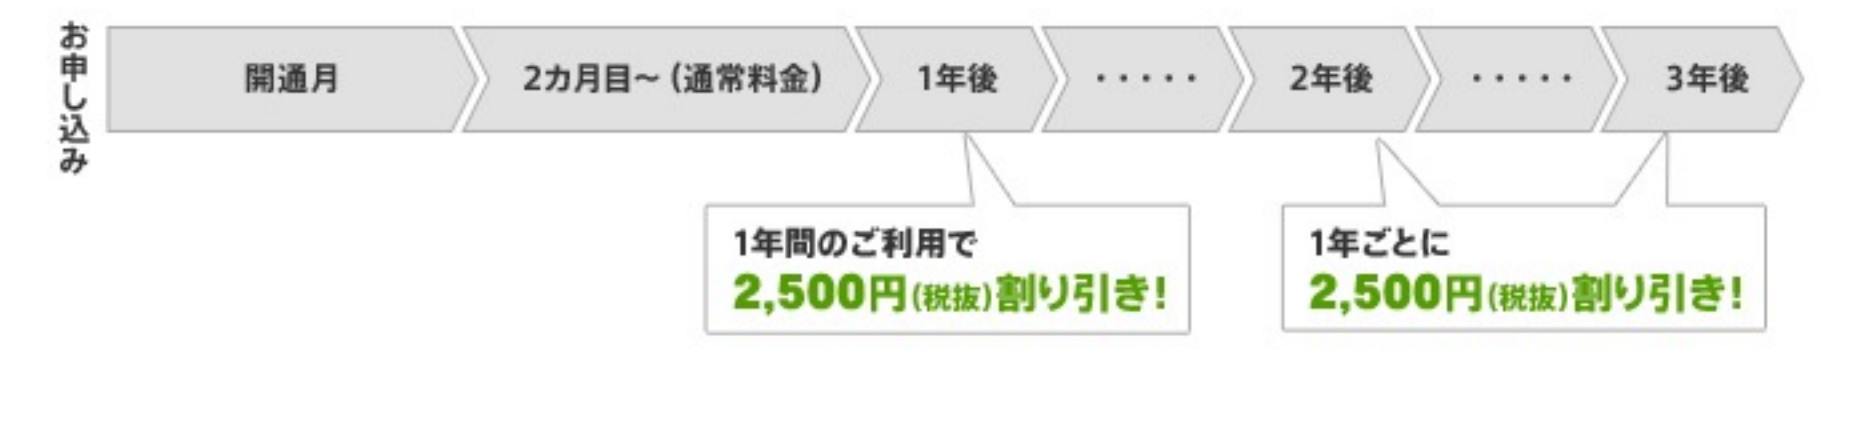 お申し込み
開通月
2カ月目～（通常料金）
1年後
・・・・・
2年後
・・・・・
3年後
1年間のご利用で
2,500円(税抜)割り引き!
1年ごとに
2,500円(税抜)割り引き!